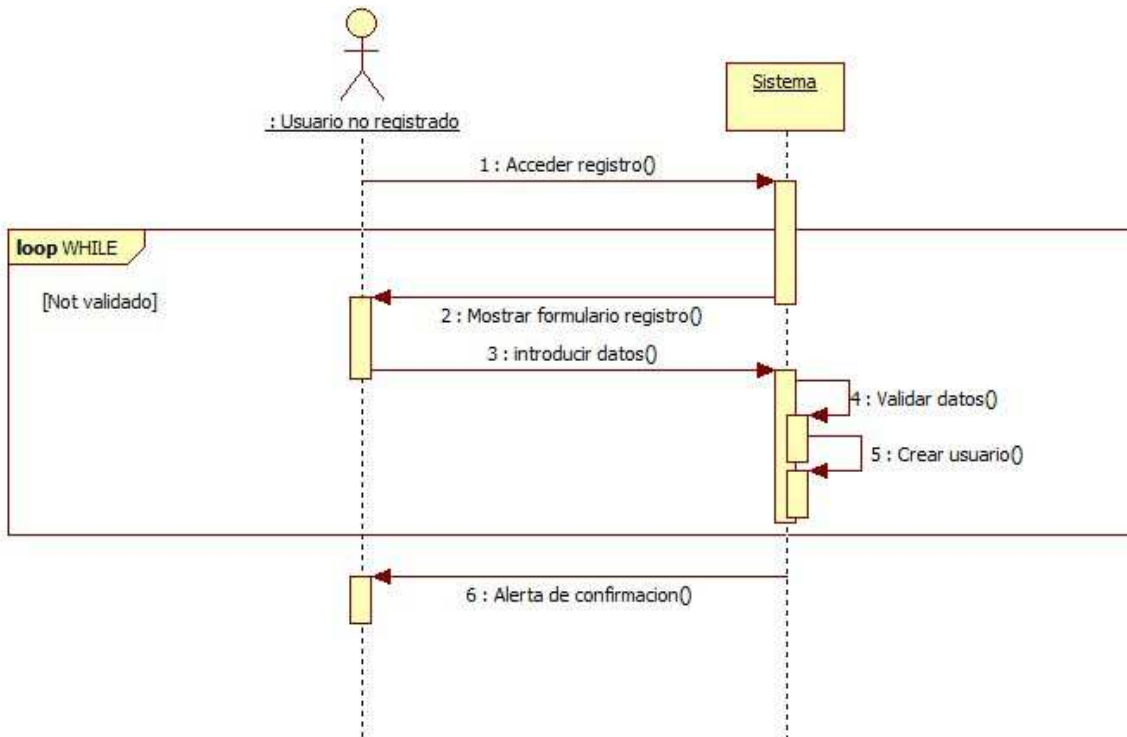 Sistema
: Usuario no registrado
1 : Acceder registro()
loop WHILE
[Not validado]
2 : Mostrar formulario registro()
3 : introducir datos()
4 : Validar datos()
5 : Crear usuario()
6 : Alerta de confirmacion()